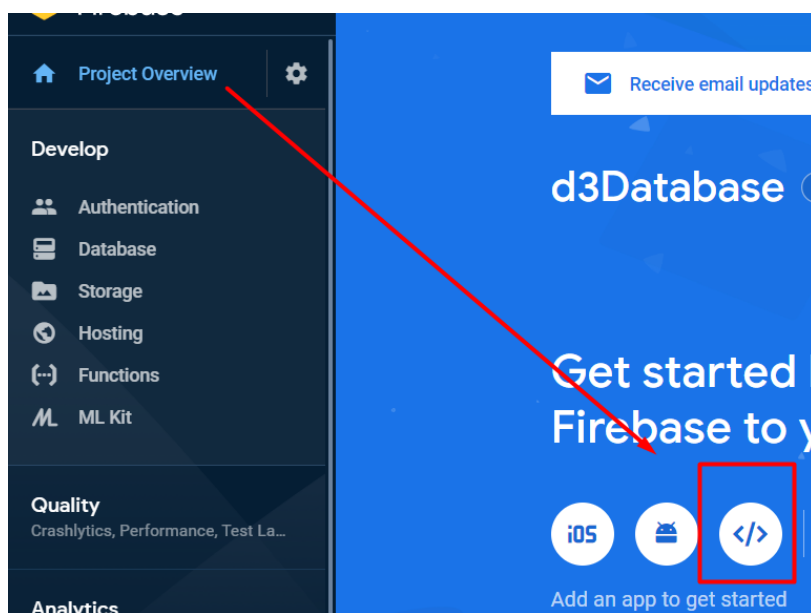 Project Overview
Develop
Authentication
Database
Storage
Hosting
Functions
ML Kit
Quality
Crashlytics, Performance, Test La...
Analytics
Receive email updates
d3Database
Get started
Firebase to y
iOS
</>
Add an app to get started